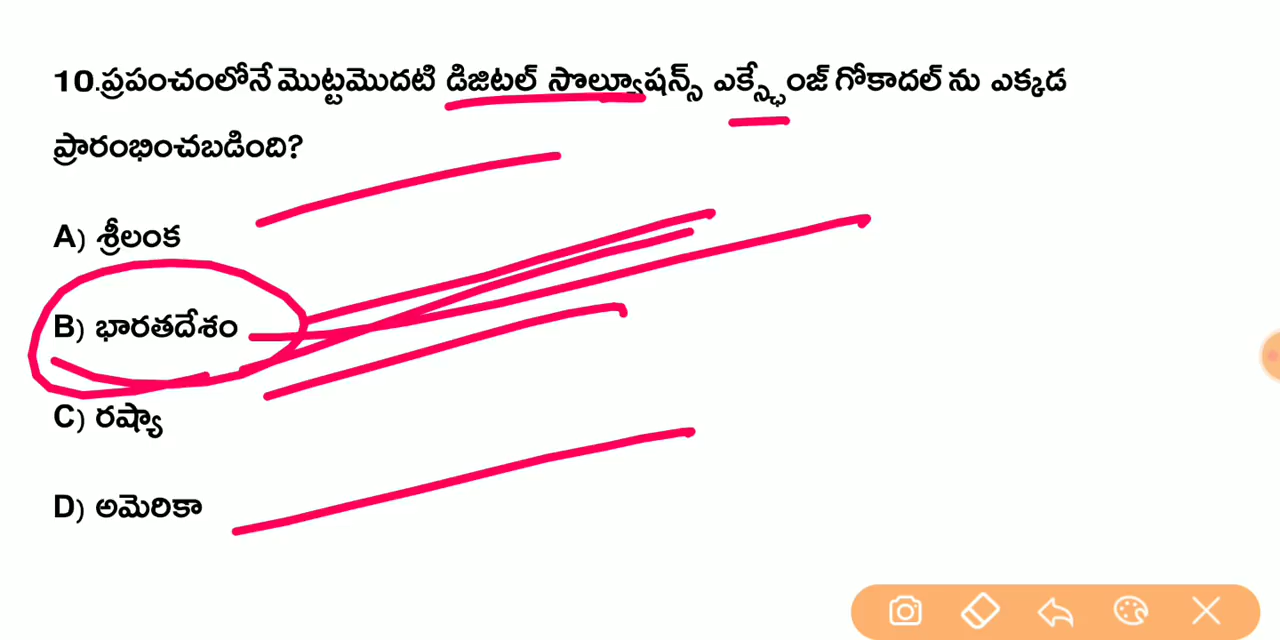 10.ప్రపంచంలోనే మొట్టమొదటి డిజిటల్ సొల్యూషన్స్ ఎక్స్ఛేంజ్ గోకాదల్ ను ఎక్కడ
ప్రారంభించబడింది?
A) శ్రీలంక
B) భారతదేశం
C) రష్యా
D) అమెరికా